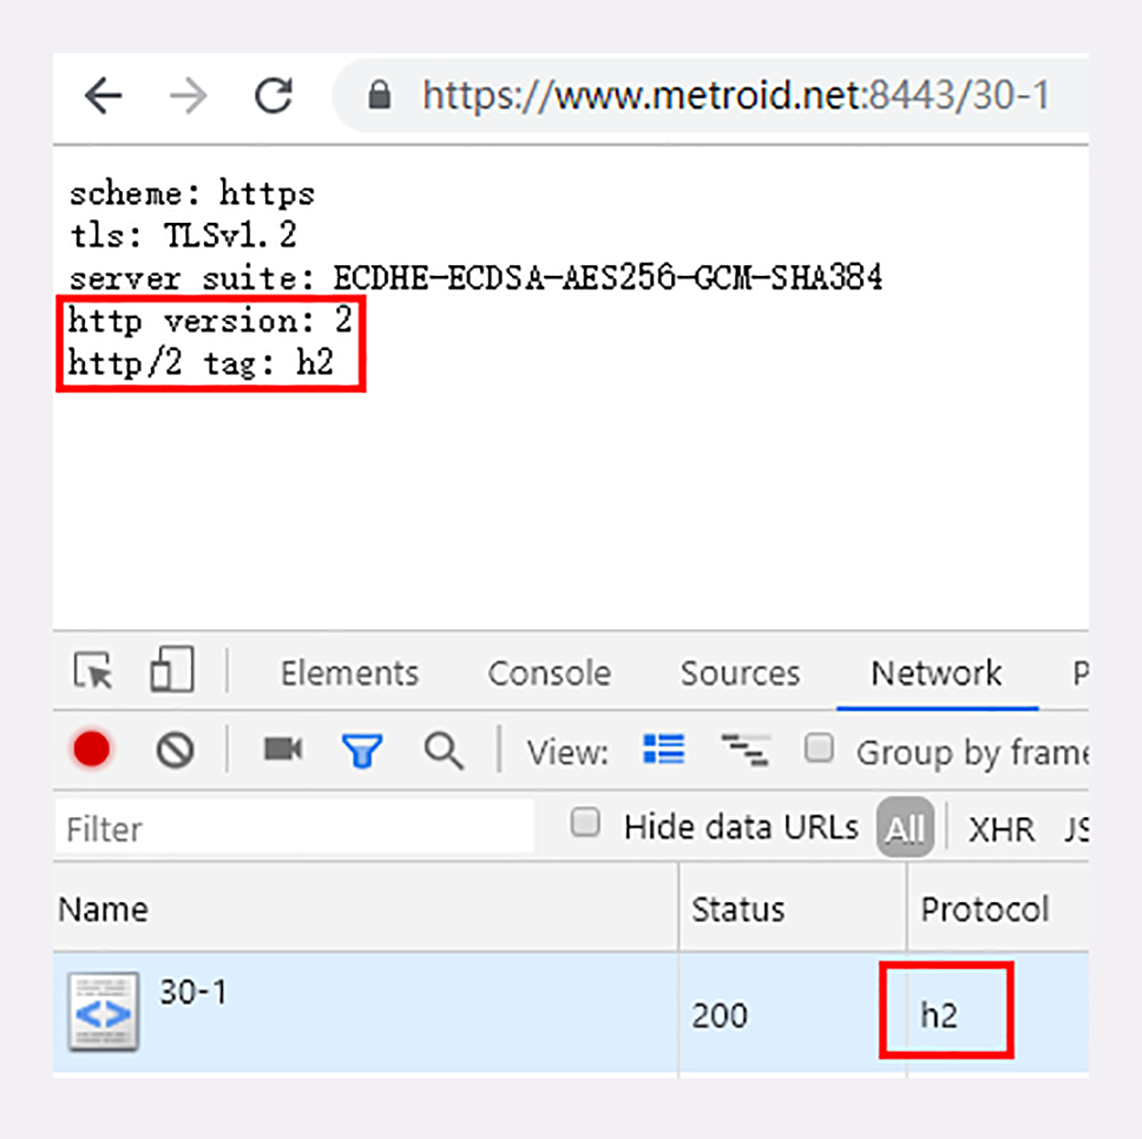 https://www.metroid.net:8443/30-1
scheme: https
tls: TLSv1.2
server suite: ECDHE-ECDSA-AES256-GCM-SHA384
http version: 2
http/2 tag: h2
Elements Console Sources Network P
View: Group by frame
Filter Hide data URLs All XHR JS
Name Status Protocol
30-1 200 h2